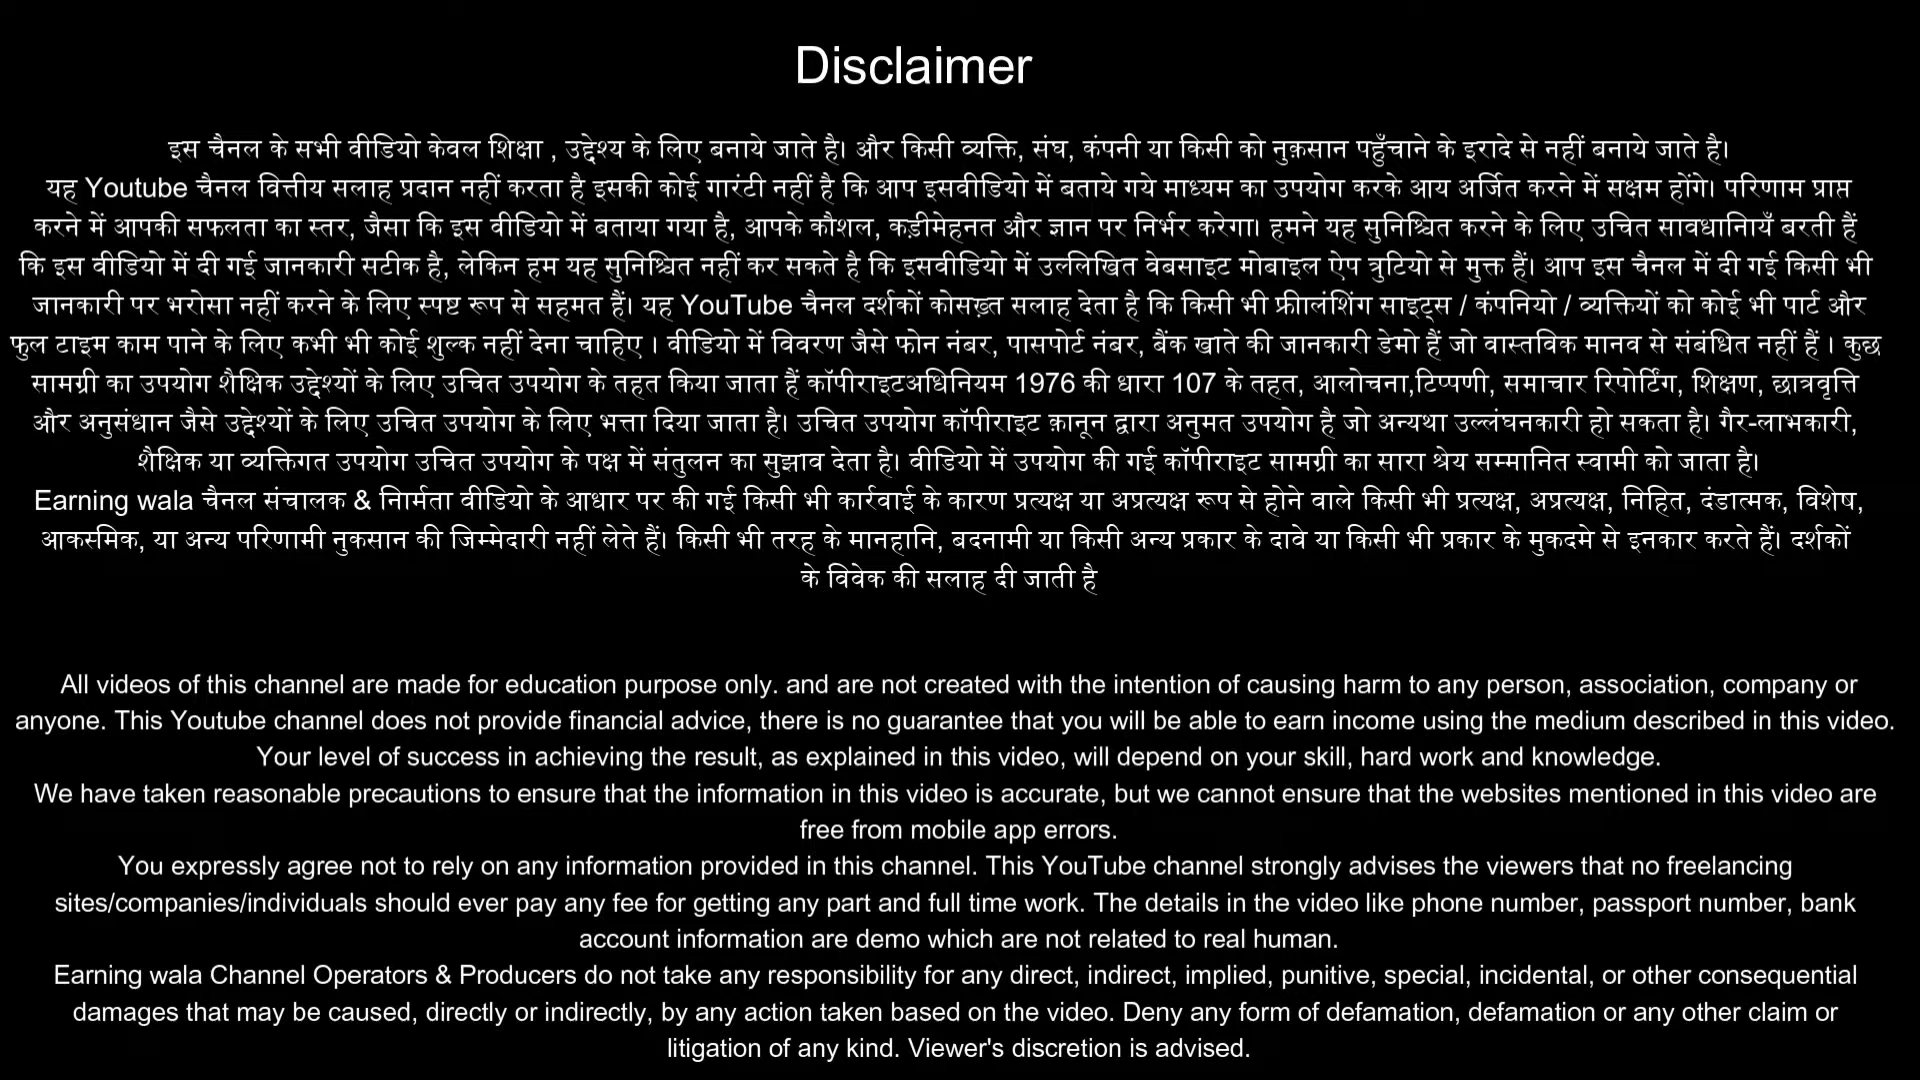 Disclaimer
इस चैनल के सभी वीडियो केवल शिक्षा , उद्देश्य के लिए बनाये जाते है। और किसी व्यक्ति, संघ, कंपनी या किसी को नुक़सान पहुँचाने के इरादे से नहीं बनाये जाते है।
यह Youtube चैनल वित्तीय सलाह प्रदान नहीं करता है इसकी कोई गारंटी नहीं है कि आप इसवीडियो में बताये गये माध्यम का उपयोग करके आय अर्जित करने में सक्षम होंगे। परिणाम प्राप्त
करने में आपकी सफलता का स्तर, जैसा कि इस वीडियो में बताया गया है, आपके कौशल, कड़ीमेहनत और ज्ञान पर निर्भर करेगा। हमने यह सुनिश्चित करने के लिए उचित सावधानिायँ बरती हैं
कि इस वीडियो में दी गई जानकारी सटीक है, लेकिन हम यह सुनिश्चित नहीं कर सकते है कि इसवीडियो में उल्लिखित वेबसाइट मोबाइल ऐप त्रुटियो से मुक्त हैं। आप इस चैनल में दी गई किसी भी
जानकारी पर भरोसा नहीं करने के लिए स्पष्ट रूप से सहमत हैं। यह YouTube चैनल दर्शकों कोसख़्त सलाह देता है कि किसी भी फ्रीलंशिंग साइट्स / कंपनियो / व्यक्तियों को कोई भी पार्ट और
फुल टाइम काम पाने के लिए कभी भी कोई शुल्क नहीं देना चाहिए । वीडियो में विवरण जैसे फोन नंबर, पासपोर्ट नंबर, बैंक खाते की जानकारी डेमो हैं जो वास्तविक मानव से संबंधित नहीं हैं । कुछ
सामग्री का उपयोग शैक्षिक उद्देश्यों के लिए उचित उपयोग के तहत किया जाता हैं कॉपीराइटअधिनियम 1976 की धारा 107 के तहत, आलोचना,टिप्पणी, समाचार रिपोर्टिंग, शिक्षण, छात्रवृत्ति
और अनुसंधान जैसे उद्देश्यों के लिए उचित उपयोग के लिए भत्ता दिया जाता है। उचित उपयोग कॉपीराइट क़ानून द्वारा अनुमत उपयोग है जो अन्यथा उल्लंघनकारी हो सकता है। गैर-लाभकारी,
शैक्षिक या व्यक्तिगत उपयोग उचित उपयोग के पक्ष में संतुलन का सुझाव देता है। वीडियो में उपयोग की गई कॉपीराइट सामग्री का सारा श्रेय सम्मानित स्वामी को जाता है।
Earning wala चैनल संचालक & निार्मता वीडियो के आधार पर की गई किसी भी कार्रवाई के कारण प्रत्यक्ष या अप्रत्यक्ष रूप से होने वाले किसी भी प्रत्यक्ष, अप्रत्यक्ष, निहित, दंडात्मक, विशेष,
आकस्मिक, या अन्य परिणामी नुकसान की जिम्मेदारी नहीं लेते हैं। किसी भी तरह के मानहानि, बदनामी या किसी अन्य प्रकार के दावे या किसी भी प्रकार के मुकदमे से इनकार करते हैं। दर्शकों
के विवेक की सलाह दी जाती है
All videos of this channel are made for education purpose only. and are not created with the intention of causing harm to any person, association, company or
anyone. This Youtube channel does not provide financial advice, there is no guarantee that you will be able to earn income using the medium described in this video.
Your level of success in achieving the result, as explained in this video, will depend on your skill, hard work and knowledge.
We have taken reasonable precautions to ensure that the information in this video is accurate, but we cannot ensure that the websites mentioned in this video are
free from mobile app errors.
You expressly agree not to rely on any information provided in this channel. This YouTube channel strongly advises the viewers that no freelancing
sites/companies/individuals should ever pay any fee for getting any part and full time work. The details in the video like phone number, passport number, bank
account information are demo which are not related to real human.
Earning wala Channel Operators & Producers do not take any responsibility for any direct, indirect, implied, punitive, special, incidental, or other consequential
damages that may be caused, directly or indirectly, by any action taken based on the video. Deny any form of defamation, defamation or any other claim or
litigation of any kind. Viewer's discretion is advised.